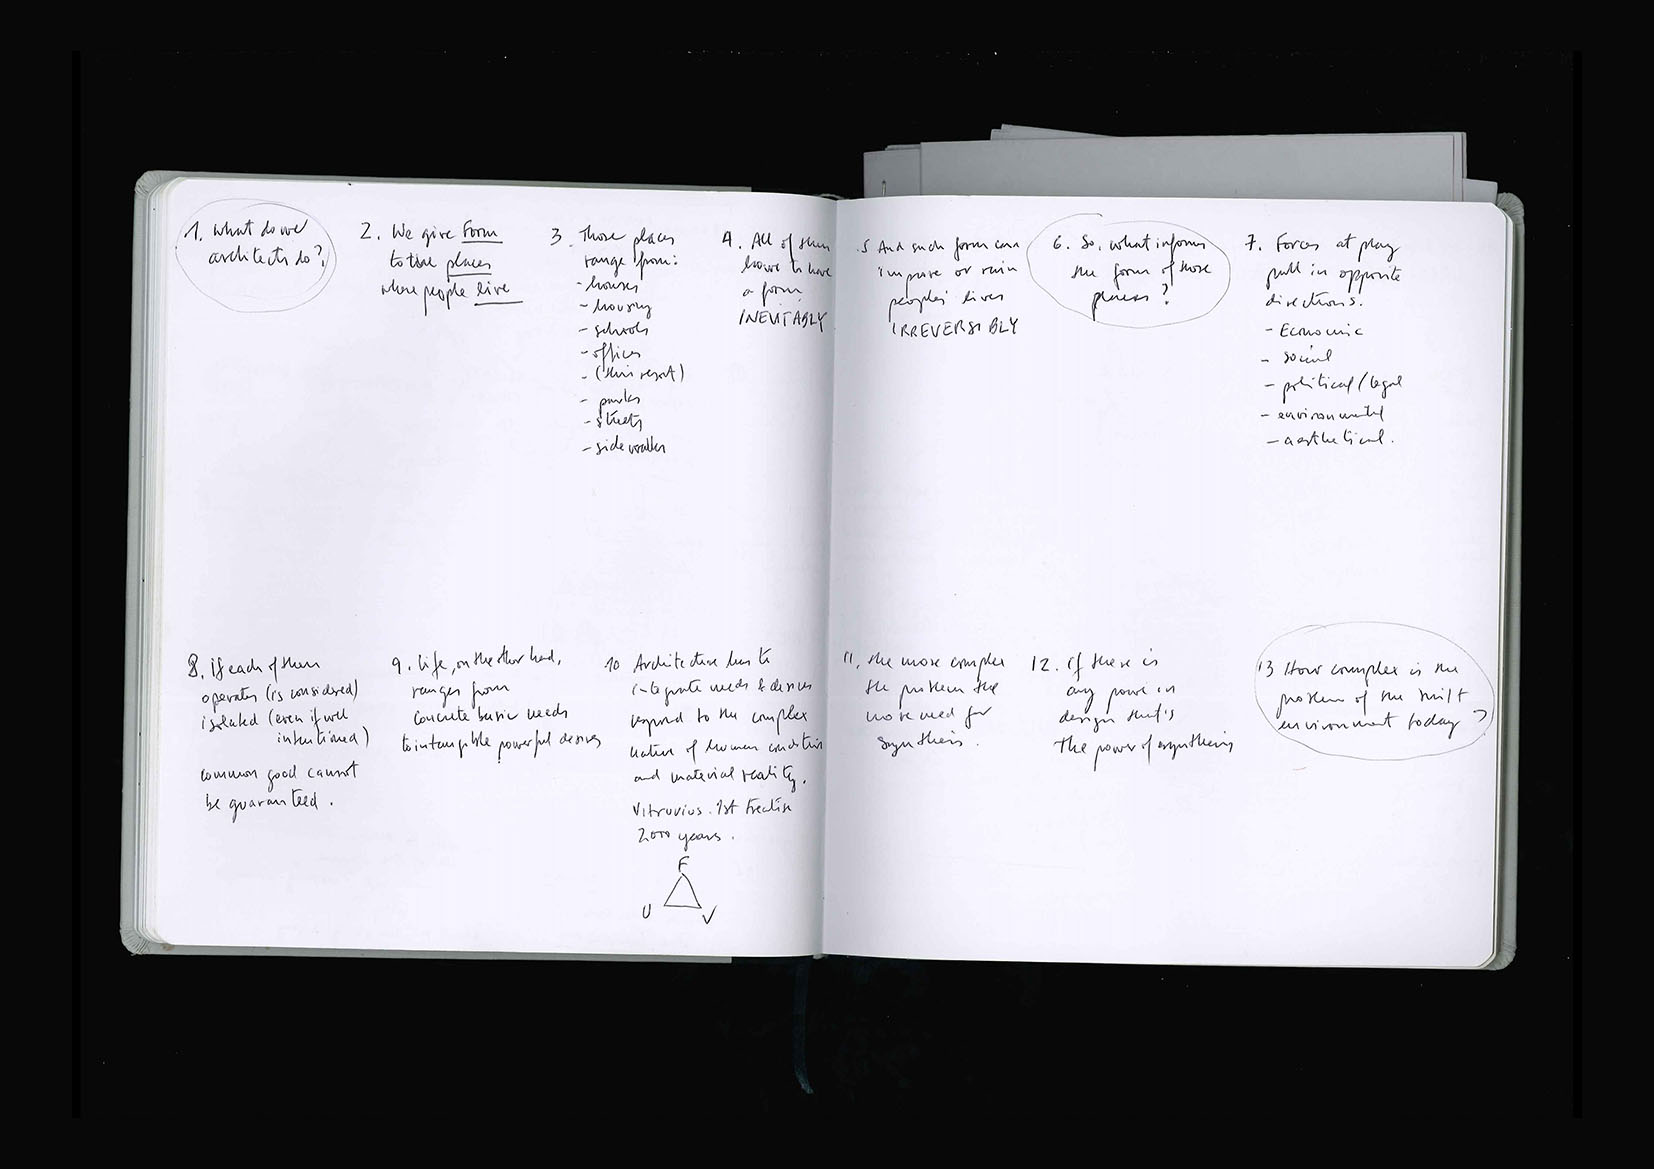 1. What do we
architects do?
2. We give form
to the places
where people live
3. Those places
range from:
- houses
- housing
- schools
- offices
- (this resort)
- parks
- streets
- sidewalks
4. All of them
have to have
a form
INEVITABLY
5 And such form can
improve or ruin
peoples' lives
IRREVERSIBLY
6. So, what informs
the form of those
places?
7. Forces at play
pull in opposite
directions.
- Economic
- social
- political/legal
- environmental
- aesthetical.
8. if each of them
operates (is considered)
isolated (even if well
intentioned)
common good cannot
be guaranteed.
9. Life, on the other hand,
ranges from
concrete basic needs
to intangible powerful desires
10 Architecture has to
integrate needs & desires
respond to the complex
nature of human condition
and material reality.
Vitruvius. 1st treatise
2000 years.
F
U
V
11, the more complex
the problem the
more need for
synthesis.
12. if there is
any power in
design that's
the power of synthesis
13 How complex is the
problem of the built
environment today?